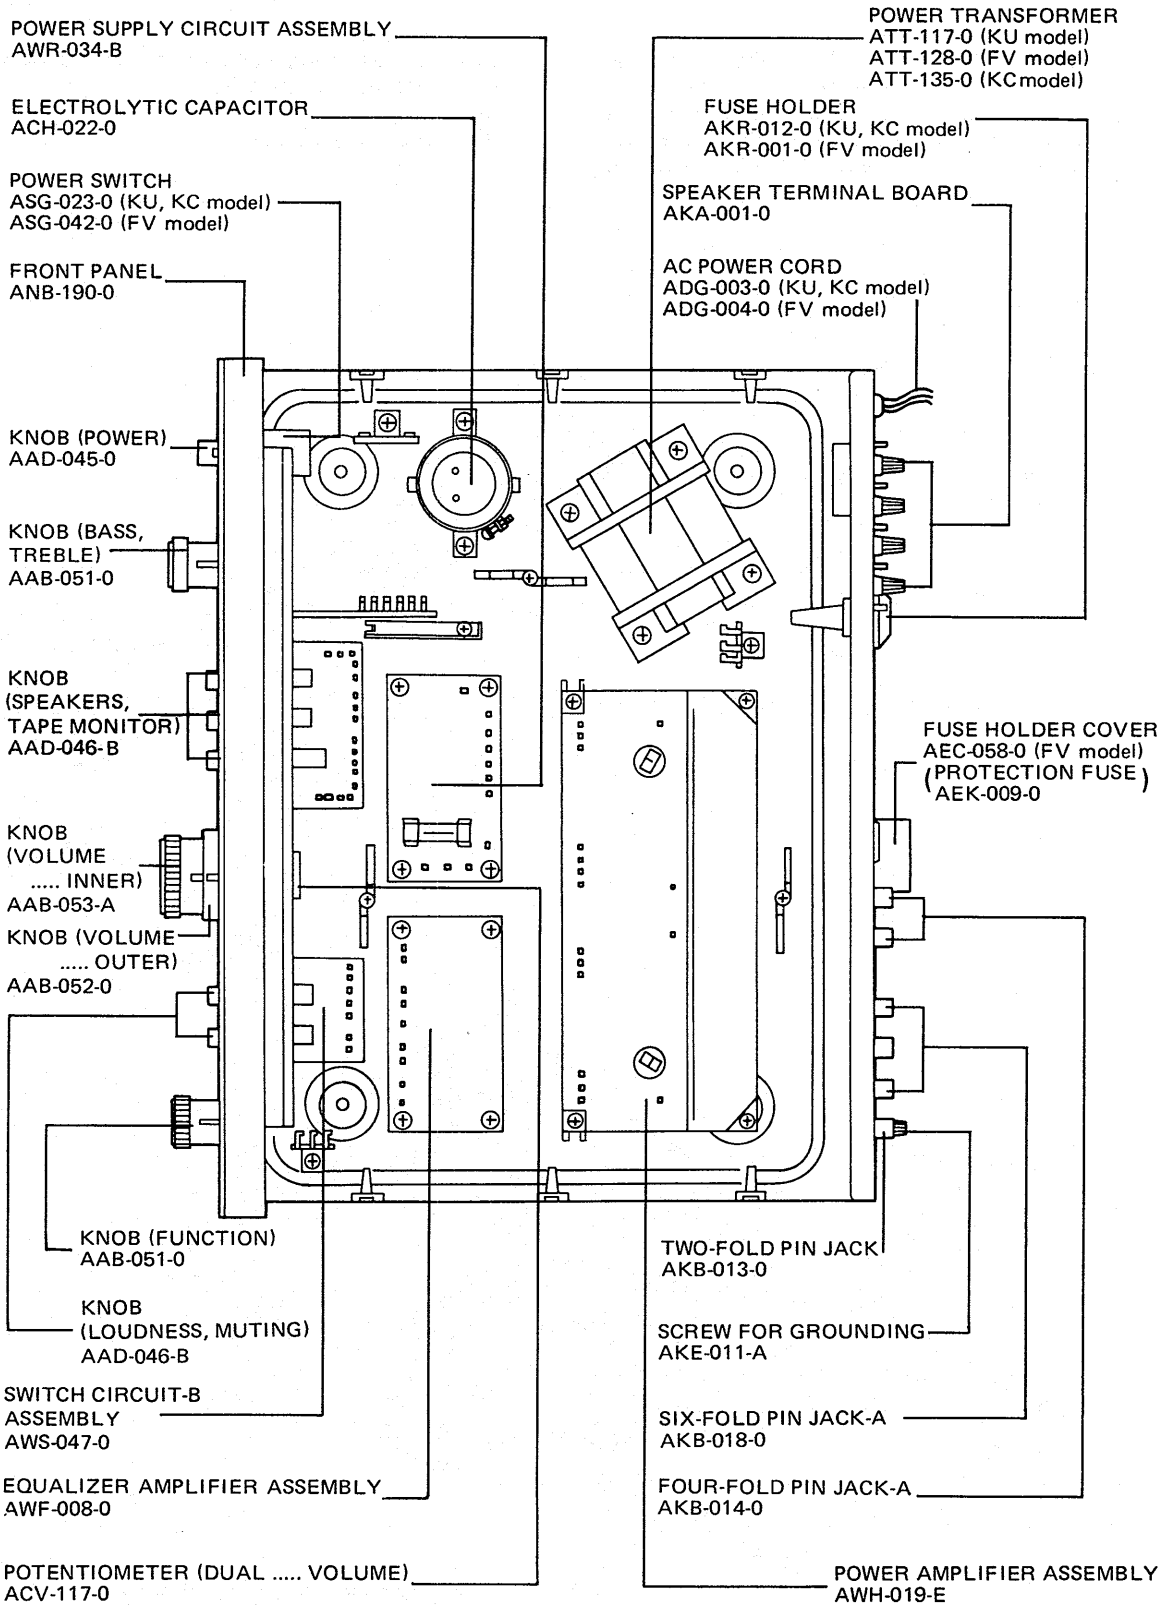 POWER SUPPLY CIRCUIT ASSEMBLY
AWR-034-B
ELECTROLYTIC CAPACITOR
ACH-022-0
POWER SWITCH
ASG-023-0 (KU, KC model)
ASG-042-0 (FV model)
FRONT PANEL
ANB-190-0
KNOB (POWER)
AAD-045-0
KNOB (BASS,
TREBLE)
AAB-051-0
KNOB
(SPEAKERS,
TAPE MONITOR)
AAD-046-B
KNOB
(VOLUME
..... INNER)
AAB-053-A
KNOB (VOLUME
..... OUTER)
AAB-052-0
KNOB (FUNCTION)
AAB-051-0
KNOB
(LOUDNESS, MUTING)
AAD-046-B
SWITCH CIRCUIT-B
ASSEMBLY
AWS-047-0
EQUALIZER AMPLIFIER ASSEMBLY
AWF-008-0
POTENTIOMETER (DUAL ..... VOLUME)
ACV-117-0
POWER TRANSFORMER
ATT-117-0 (KU model)
ATT-128-0 (FV model)
ATT-135-0 (KC model)
FUSE HOLDER
AKR-012-0 (KU, KC model)
AKR-001-0 (FV model)
SPEAKER TERMINAL BOARD
AKA-001-0
AC POWER CORD
ADG-003-0 (KU, KC model)
ADG-004-0 (FV model)
FUSE HOLDER COVER
AEC-058-0 (FV model)
(PROTECTION FUSE
AEK-009-0)
TWO-FOLD PIN JACK
AKB-013-0
SCREW FOR GROUNDING
AKE-011-A
SIX-FOLD PIN JACK-A
AKB-018-0
FOUR-FOLD PIN JACK-A
AKB-014-0
POWER AMPLIFIER ASSEMBLY
AWH-019-E